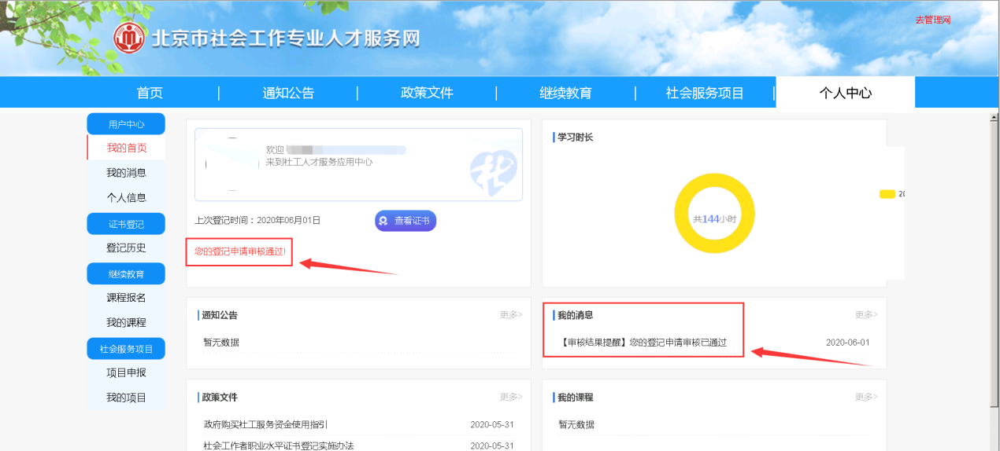 去管理网
北京市社会工作专业人才服务网
首页 | 通知公告 | 政策文件 | 继续教育 | 社会服务项目 | 个人中心
用户中心
我的首页
我的消息
个人信息
证书登记
登记历史
继续教育
课程报名
我的课程
社会服务项目
项目申报
我的项目
欢迎
来到社工人才服务应用中心
上次登记时间：2020年06月01日
查看证书
您的登记申请审核通过!
学习时长
共144小时
通知公告 更多>
暂无数据
我的消息 更多>
【审核结果提醒】您的登记申请审核已通过 2020-06-01
政策文件 更多>
政府购买社工服务资金使用指引 2020-05-31
社会工作者职业水平证书登记实施办法 2020-05-31
我的课程 更多>
暂无数据